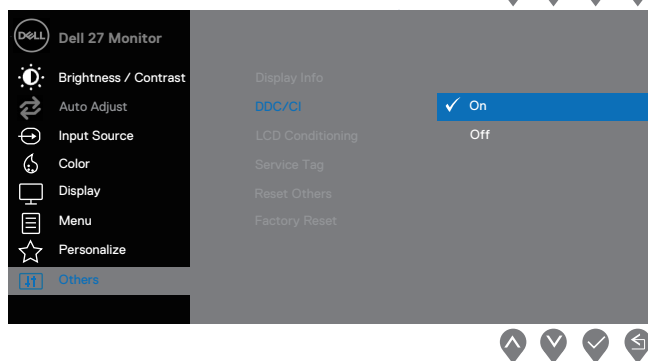 DELL Dell 27 Monitor
Brightness / Contrast Display Info
Auto Adjust DDC/CI On
Input Source LCD Conditioning Off
Color Service Tag
Display Reset Others
Menu Factory Reset
Personalize
Others